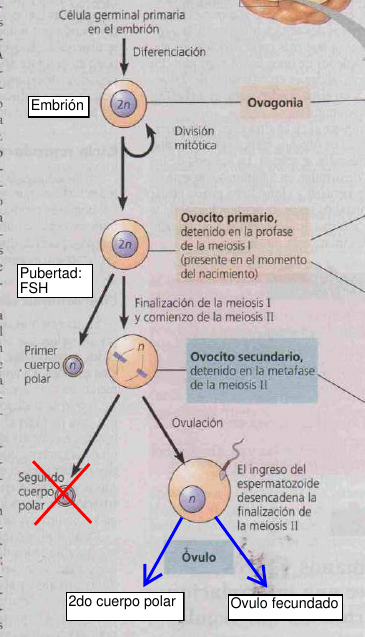 Célula germinal primaria
en el embrión
Diferenciación
Embrión
2n
Ovogonia
División
mitótica
2n
Ovocito primario,
detenido en la profase
de la meiosis I
(presente en el momento
del nacimiento)
Pubertad:
FSH
Finalización de la meiosis I
y comienzo de la meiosis II
Primer
cuerpo
polar
n
n
Ovocito secundario,
detenido en la metafase
de la meiosis II
Ovulación
Segundo
cuerpo
polar
n
El ingreso del
espermatozoide
desencadena la
finalización de
la meiosis II
Óvulo
2do cuerpo polar
Ovulo fecundado